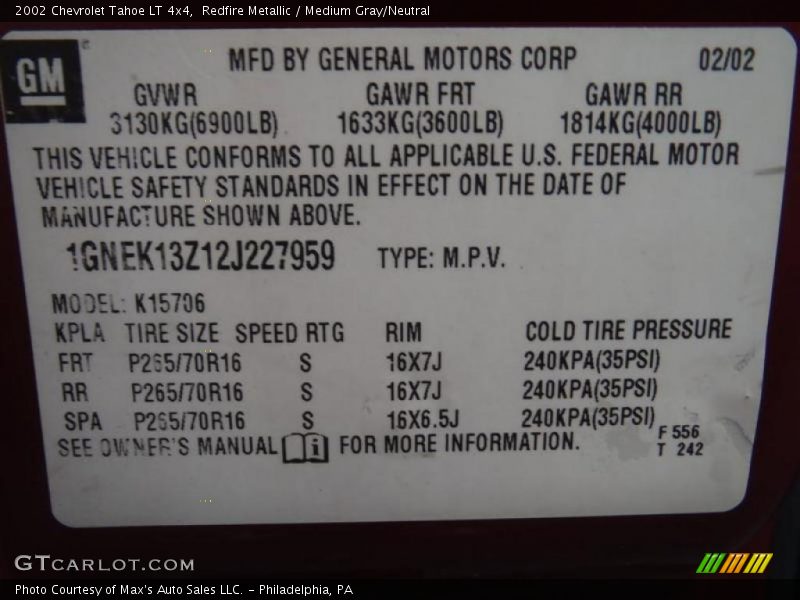 2002 Chevrolet Tahoe LT 4x4, Redfire Metallic / Medium Gray/Neutral
GM
MFD BY GENERAL MOTORS CORP 02/02
GVWR GAWR FRT GAWR RR
3130KG(6900LB) 1633KG(3600LB) 1814KG(4000LB)
THIS VEHICLE CONFORMS TO ALL APPLICABLE U.S. FEDERAL MOTOR
VEHICLE SAFETY STANDARDS IN EFFECT ON THE DATE OF
MANUFACTURE SHOWN ABOVE.
1GNEK13Z12J227959 TYPE: M.P.V.
MODEL: K15706
KPLA TIRE SIZE SPEED RTG RIM COLD TIRE PRESSURE
FRT P265/70R16 S 16X7J 240KPA(35PSI)
RR P265/70R16 S 16X7J 240KPA(35PSI)
SPA P265/70R16 S 16X6.5J 240KPA(35PSI)
SEE OWNER'S MANUAL i FOR MORE INFORMATION.
F 556
T 242
GTCARLOT.COM
Photo Courtesy of Max's Auto Sales LLC. - Philadelphia, PA